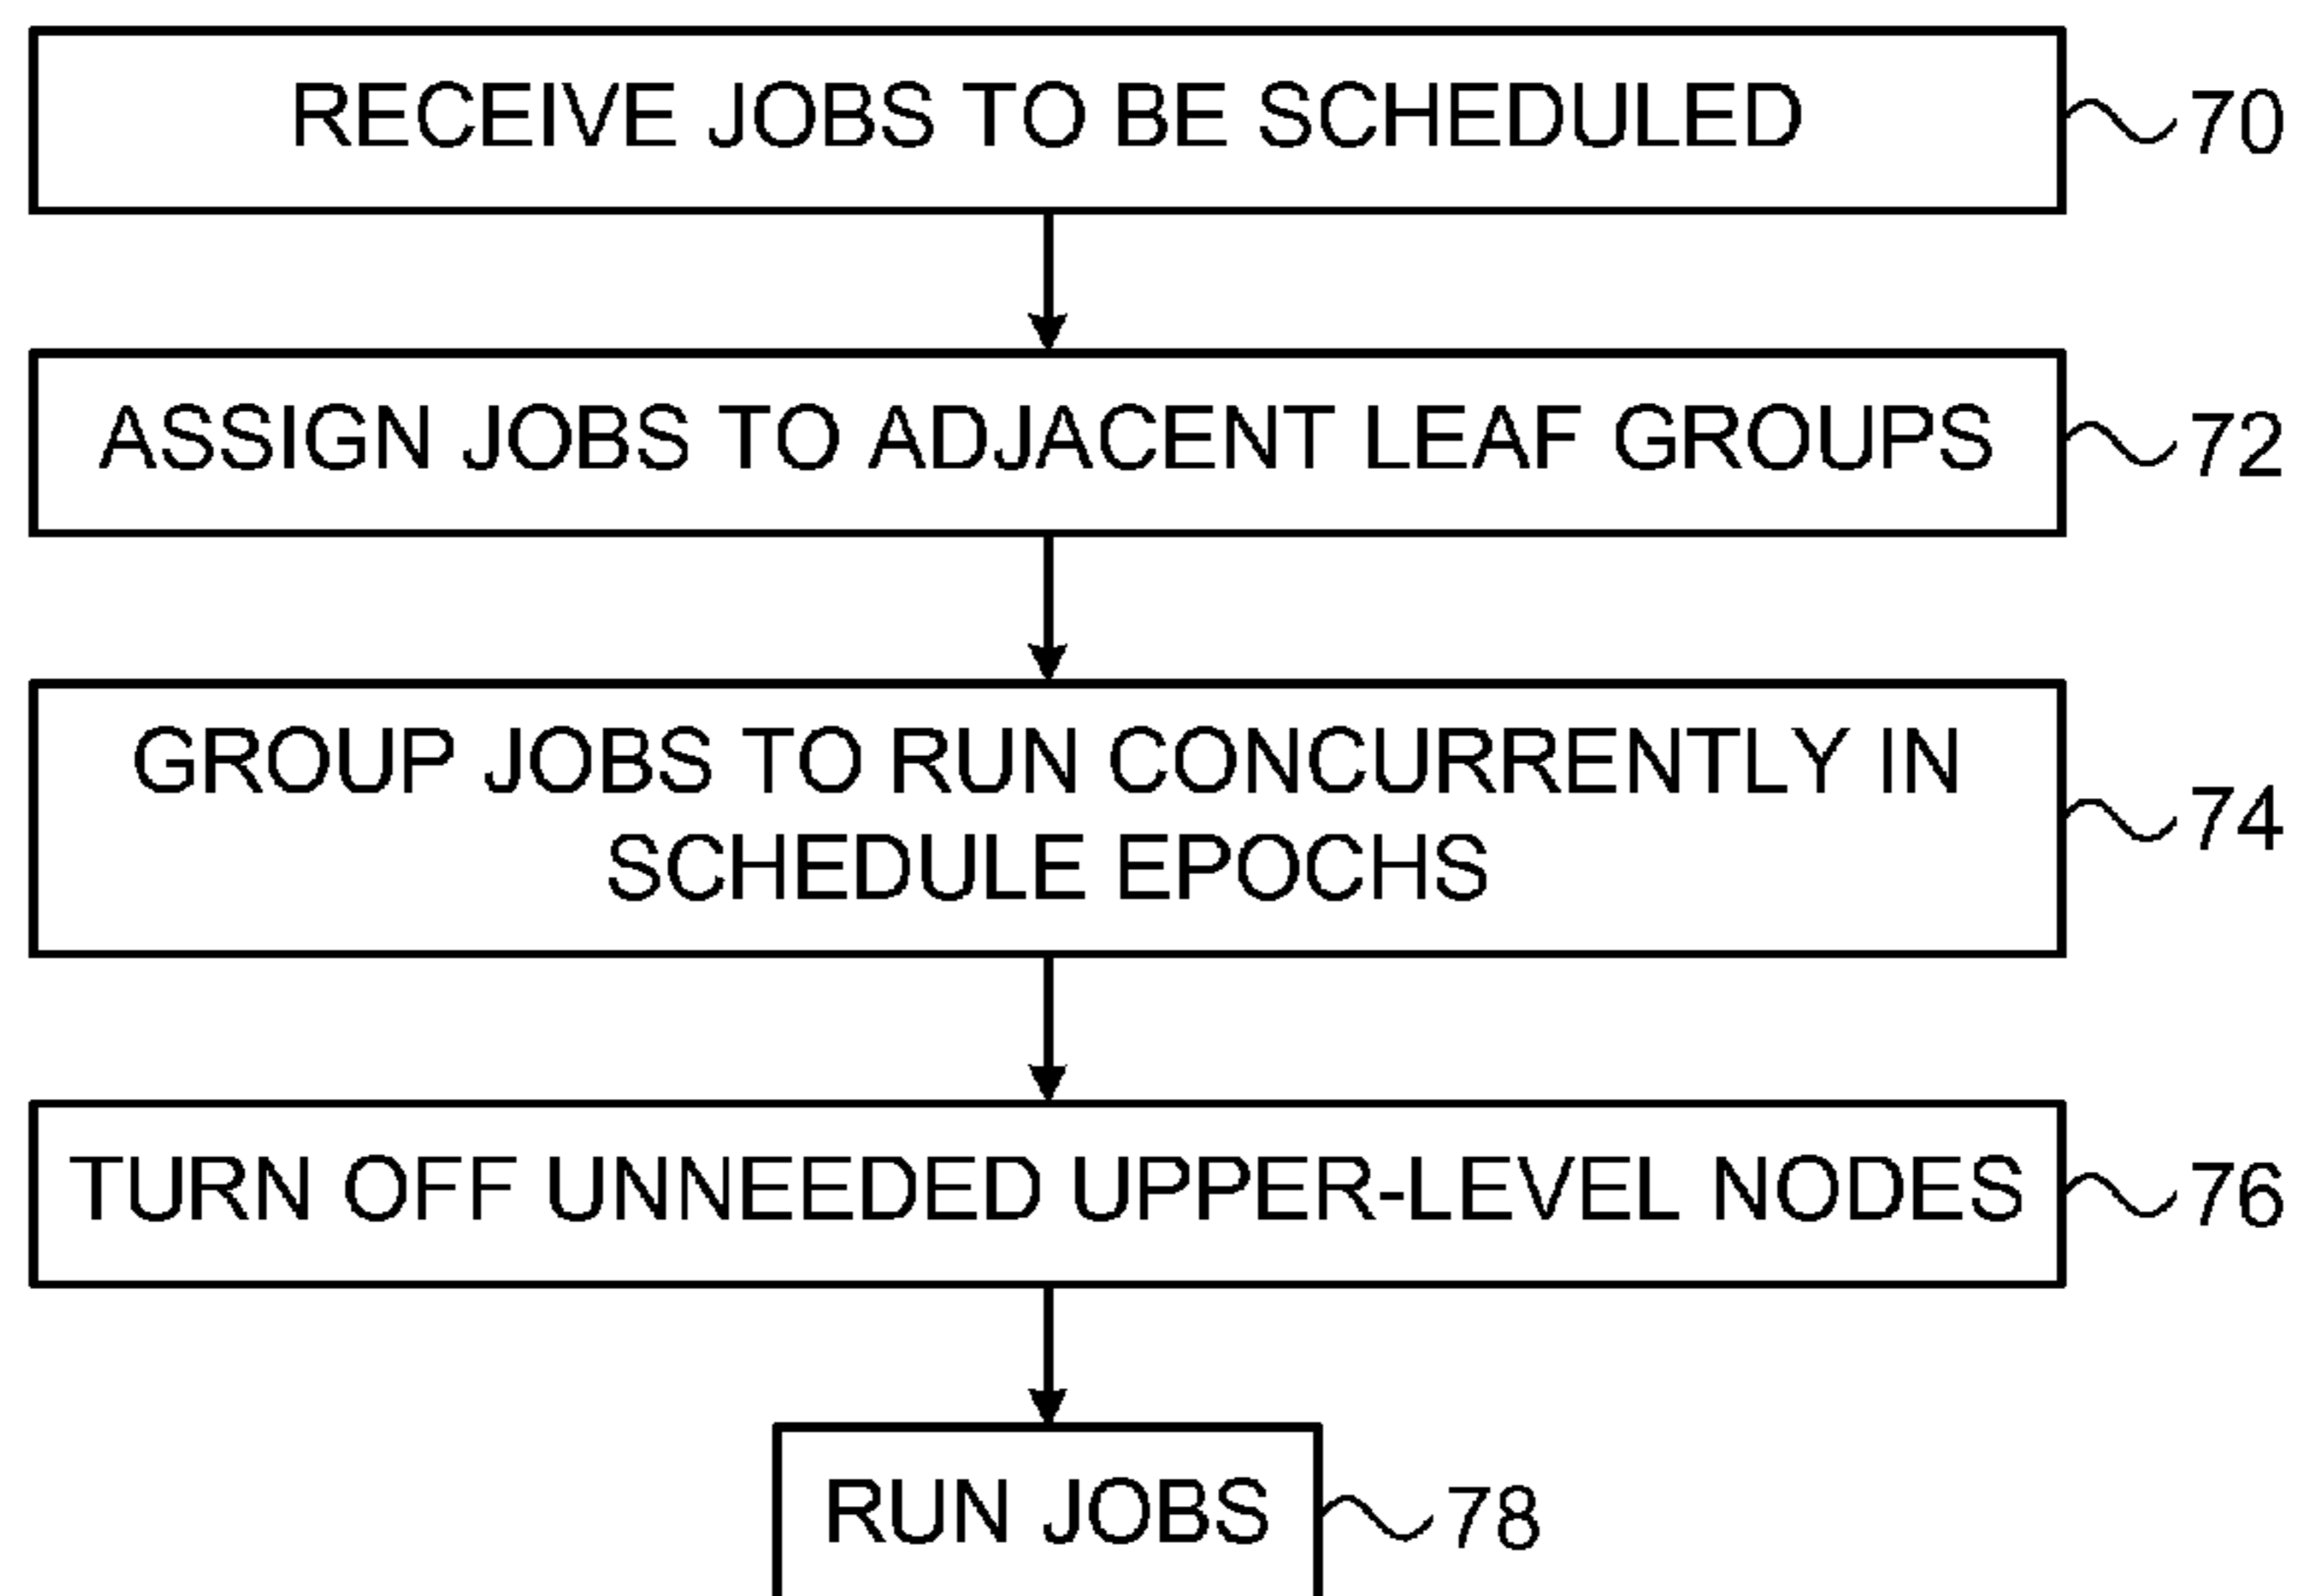 RECEIVE JOBS TO BE SCHEDULED 70
ASSIGN JOBS TO ADJACENT LEAF GROUPS 72
GROUP JOBS TO RUN CONCURRENTLY IN
SCHEDULE EPOCHS
74
TURN OFF UNNEEDED UPPER-LEVEL NODES 76
RUN JOBS 78